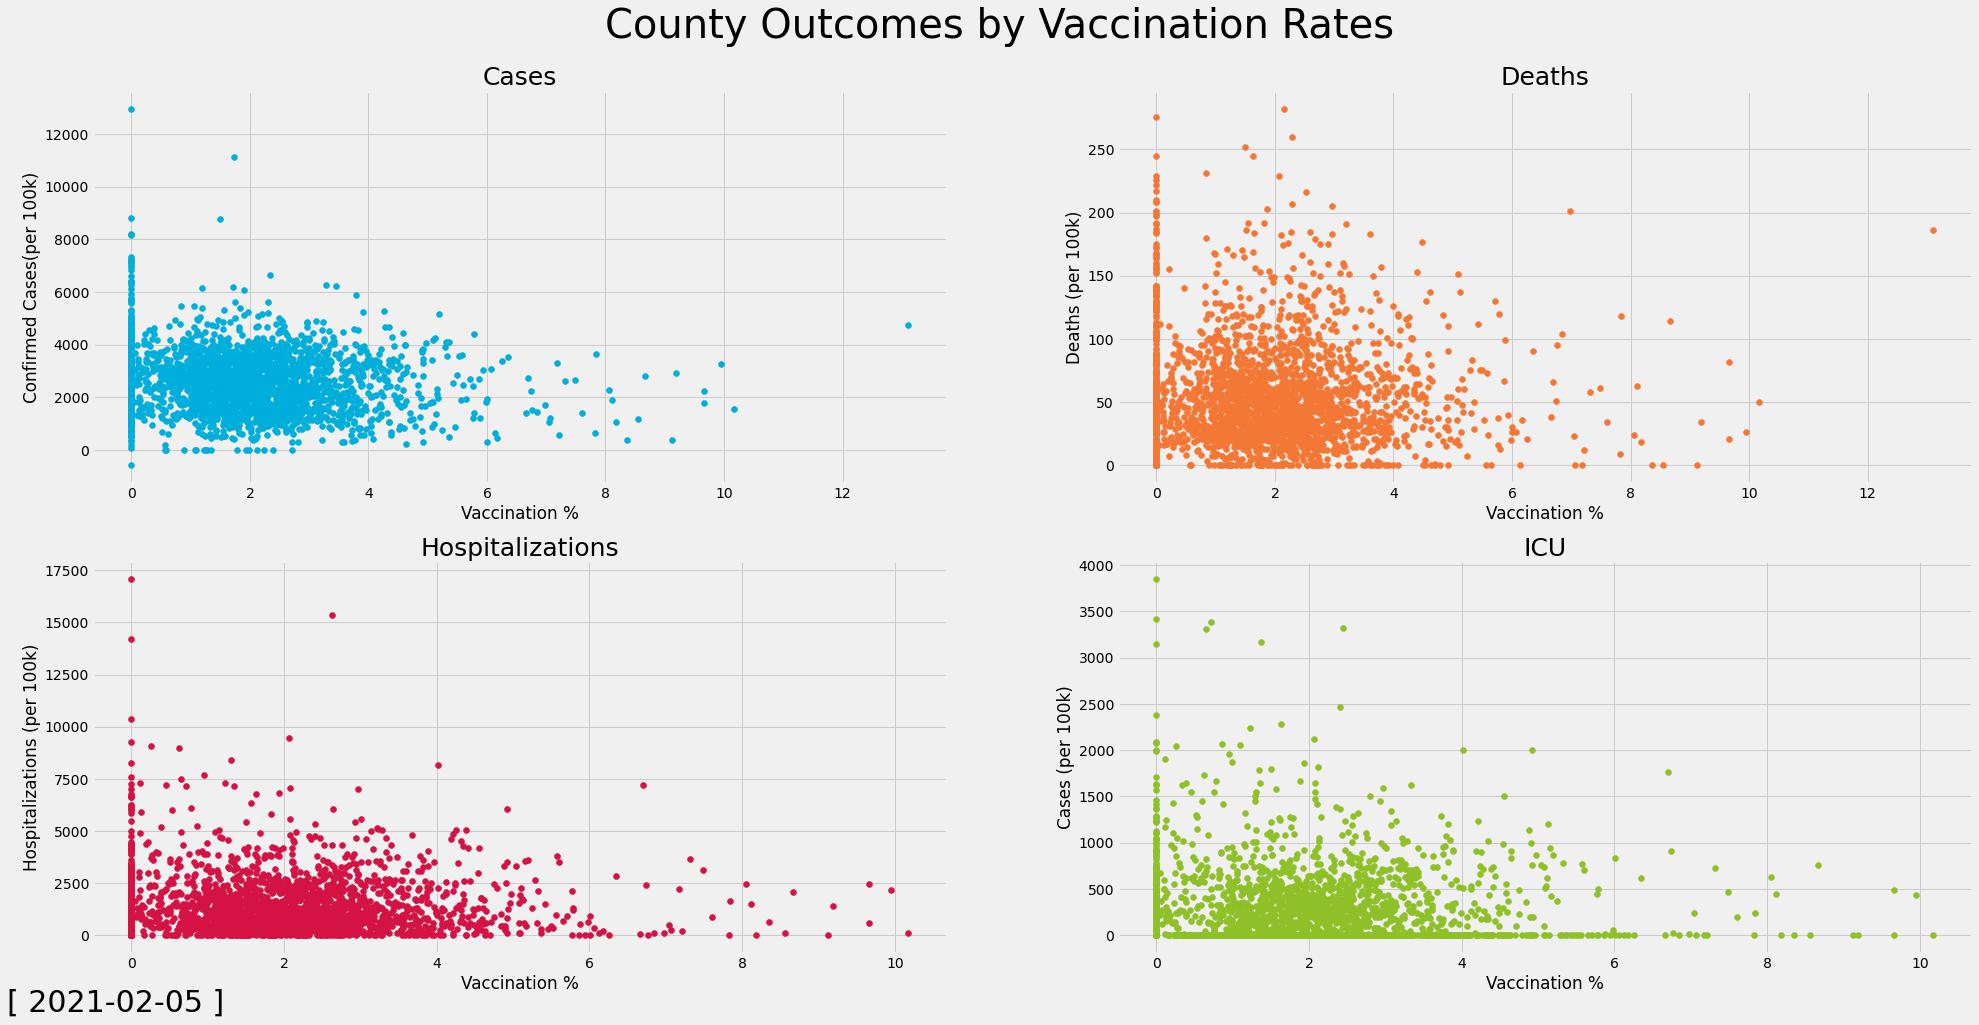 County Outcomes by Vaccination Rates
Cases
Confirmed Cases(per 100k)
12000
10000
8000
6000
4000
2000
0
0 2 4 6 8 10 12
Vaccination %
Deaths
Deaths (per 100k)
250
200
150
100
50
0
0 2 4 6 8 10 12
Vaccination %
Hospitalizations
Hospitalizations (per 100k)
17500
15000
12500
10000
7500
5000
2500
0
0 2 4 6 8 10
Vaccination %
ICU
Cases (per 100k)
4000
3500
3000
2500
2000
1500
1000
500
0
0 2 4 6 8 10
Vaccination %
[ 2021-02-05 ]